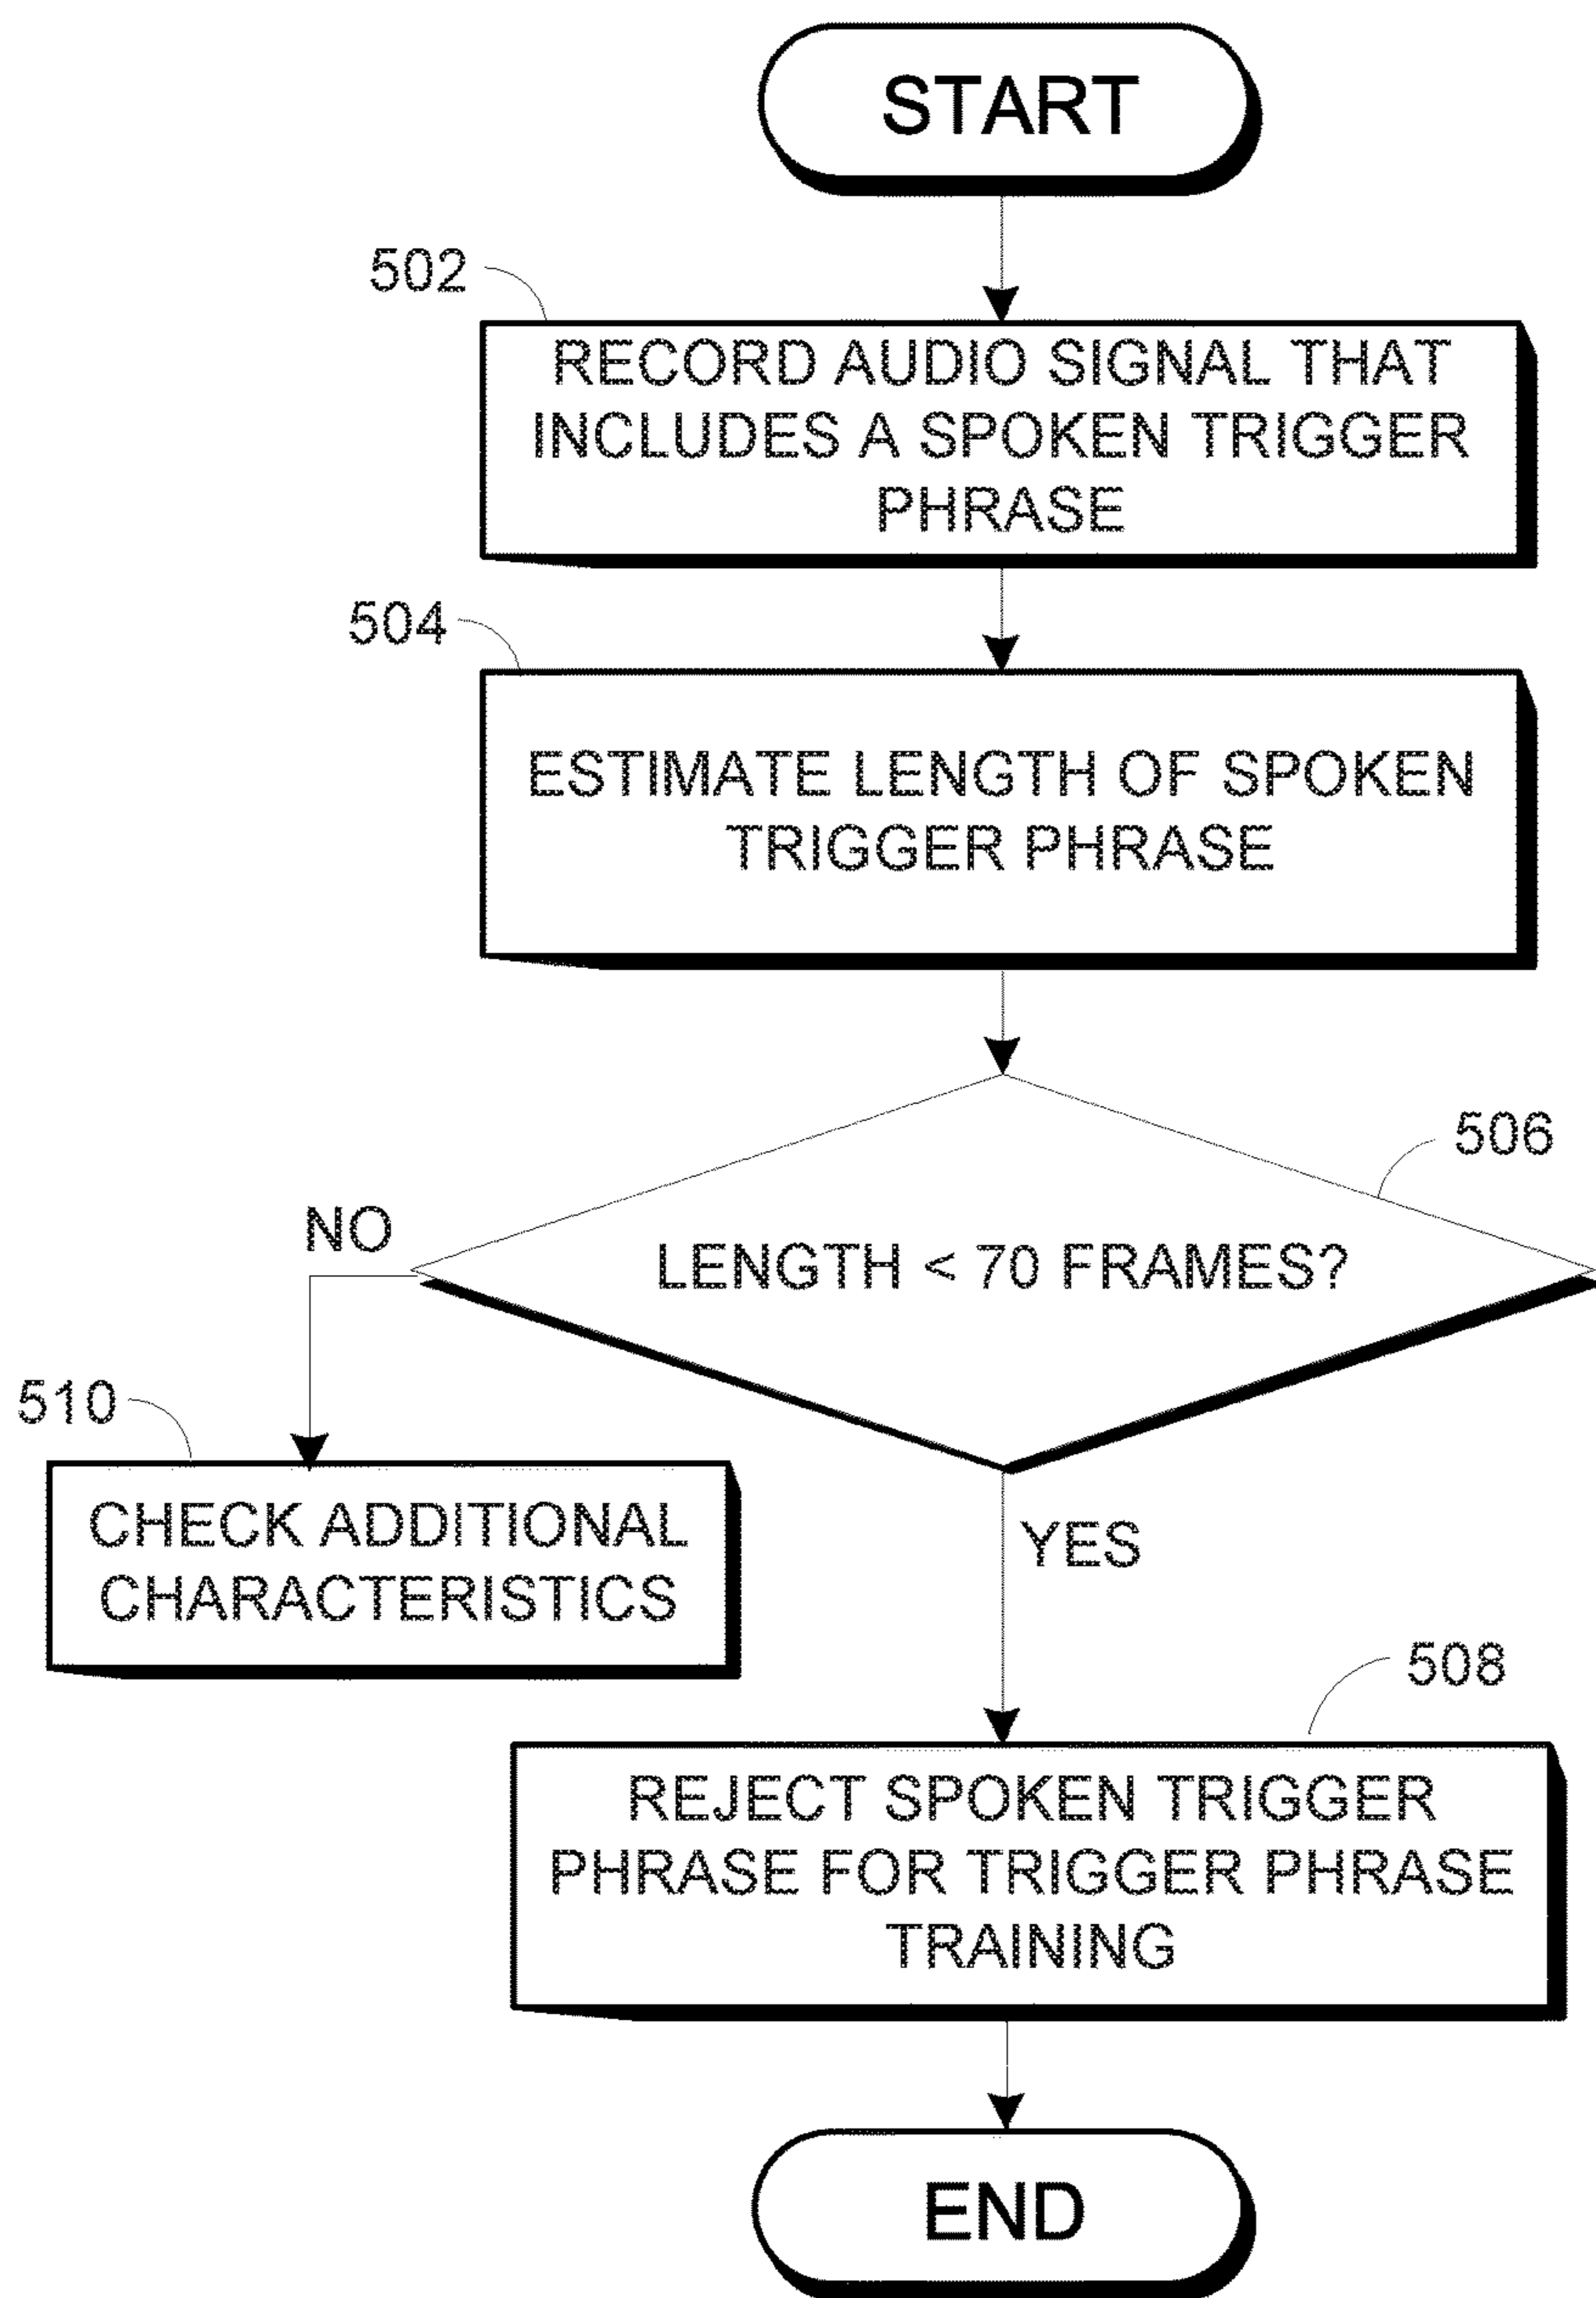 START
502
RECORD AUDIO SIGNAL THAT
INCLUDES A SPOKEN TRIGGER
PHRASE
504
ESTIMATE LENGTH OF SPOKEN
TRIGGER PHRASE
506
NO
LENGTH < 70 FRAMES?
510
CHECK ADDITIONAL
CHARACTERISTICS
YES
508
REJECT SPOKEN TRIGGER
PHRASE FOR TRIGGER PHRASE
TRAINING
END